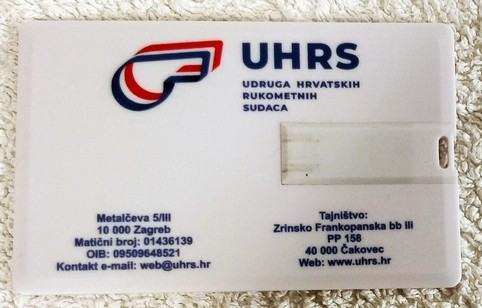 UHRS
UDRUGA HRVATSKIH
RUKOMETNIH
SUDACA
Metalčeva 5/III
10 000 Zagreb
Matični broj: 01436139
OIB: 09509648521
Kontakt e-mail: web@uhrs.hr
Tajništvo:
Zrinsko Frankopanska bb III
PP 158
40 000 Čakovec
Web: www.uhrs.hr